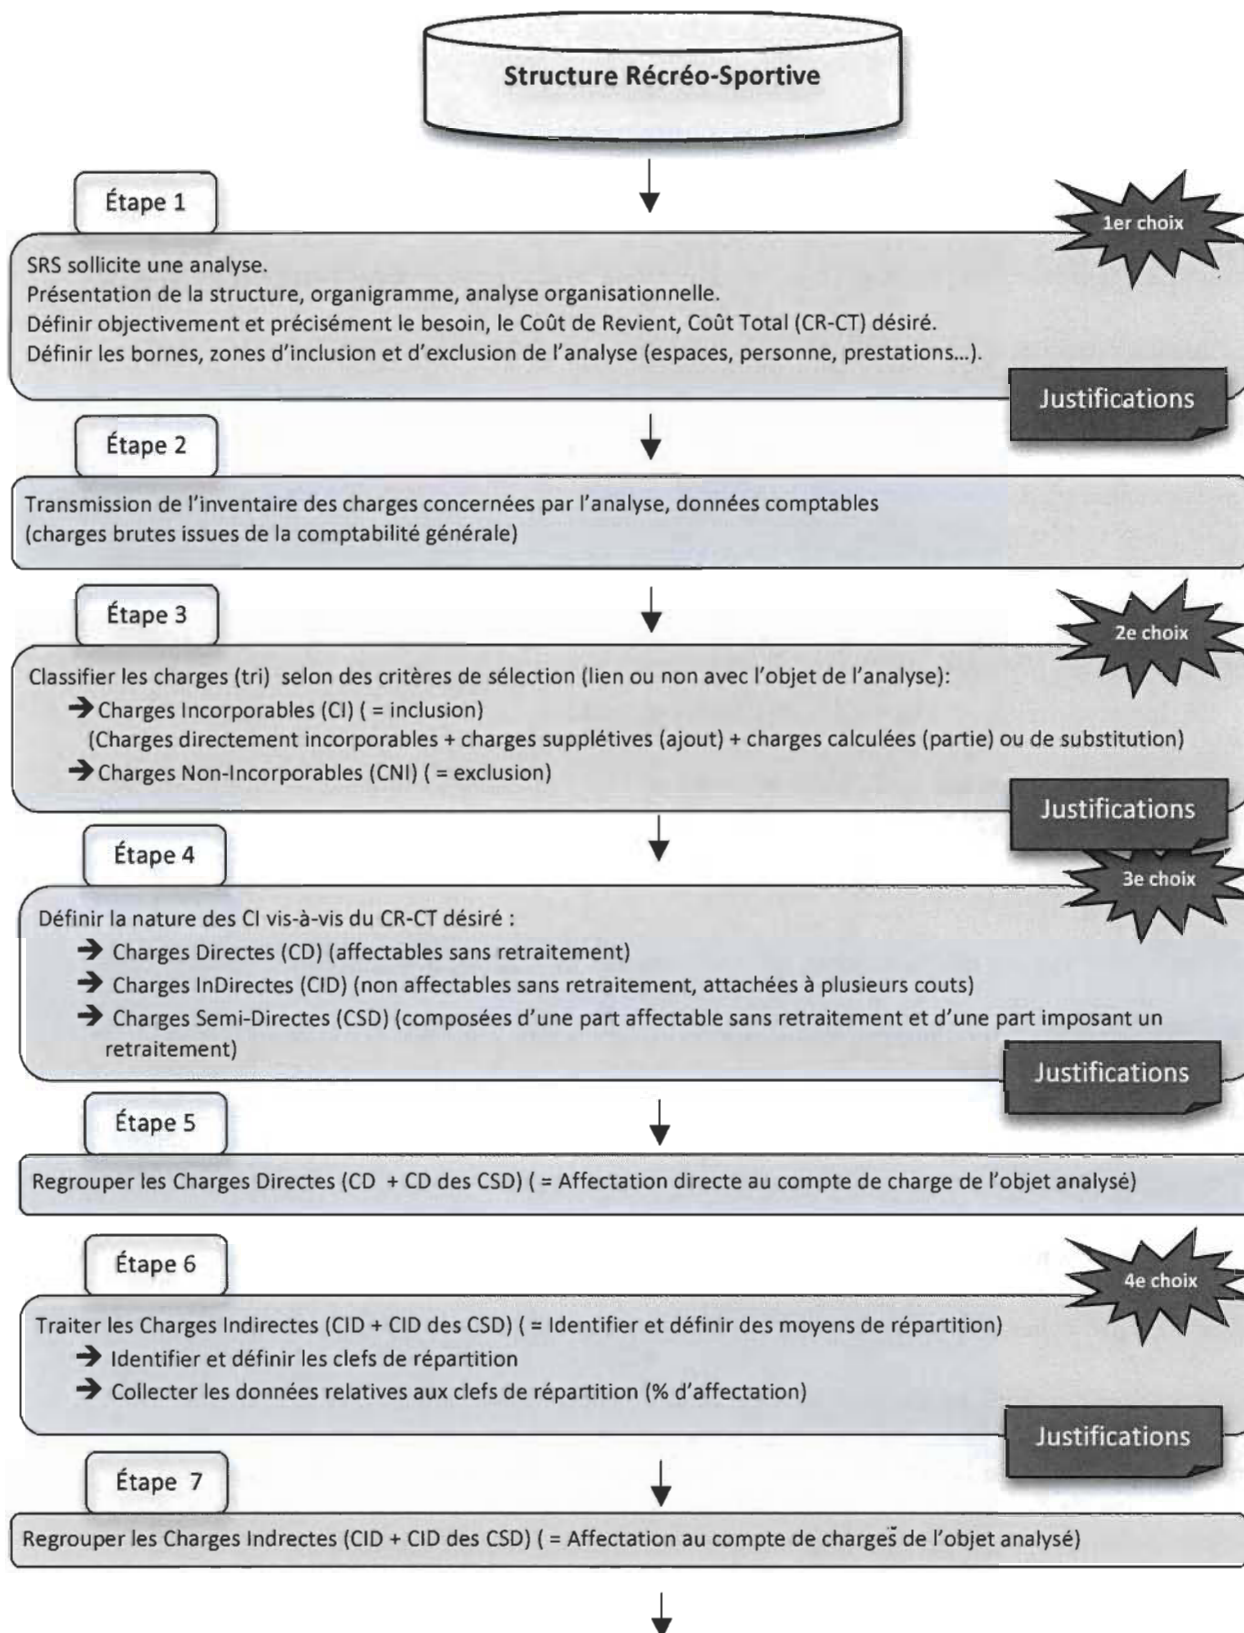 Structure Récréo-Sportive
Étape 1
1er choix
SRS sollicite une analyse.
Présentation de la structure, organigramme, analyse organisationnelle.
Définir objectivement et précisément le besoin, le Coût de Revient, Coût Total (CR-CT) désiré.
Définir les bornes, zones d'inclusion et d'exclusion de l'analyse (espaces, personne, prestations...).
Justifications
Étape 2
Transmission de l'inventaire des charges concernées par l'analyse, données comptables
(charges brutes issues de la comptabilité générale)
Étape 3
2e choix
Classifier les charges (tri) selon des critères de sélection (lien ou non avec l'objet de l'analyse):
➔ Charges Incorporables (CI) ( = inclusion)
(Charges directement incorporables + charges supplétives (ajout) + charges calculées (partie) ou de substitution)
➔ Charges Non-Incorporables (CNI) ( = exclusion)
Justifications
Étape 4
3e choix
Définir la nature des CI vis-à-vis du CR-CT désiré :
➔ Charges Directes (CD) (affectables sans retraitement)
➔ Charges InDirectes (CID) (non affectables sans retraitement, attachées à plusieurs couts)
➔ Charges Semi-Directes (CSD) (composées d'une part affectable sans retraitement et d'une part imposant un
retraitement)
Justifications
Étape 5
Regrouper les Charges Directes (CD + CD des CSD) ( = Affectation directe au compte de charge de l'objet analysé)
Étape 6
4e choix
Traiter les Charges Indirectes (CID + CID des CSD) ( = Identifier et définir des moyens de répartition)
➔ Identifier et définir les clefs de répartition
➔ Collecter les données relatives aux clefs de répartition (% d'affectation)
Justifications
Étape 7
Regrouper les Charges Indrectes (CID + CID des CSD) ( = Affectation au compte de charges de l'objet analysé)